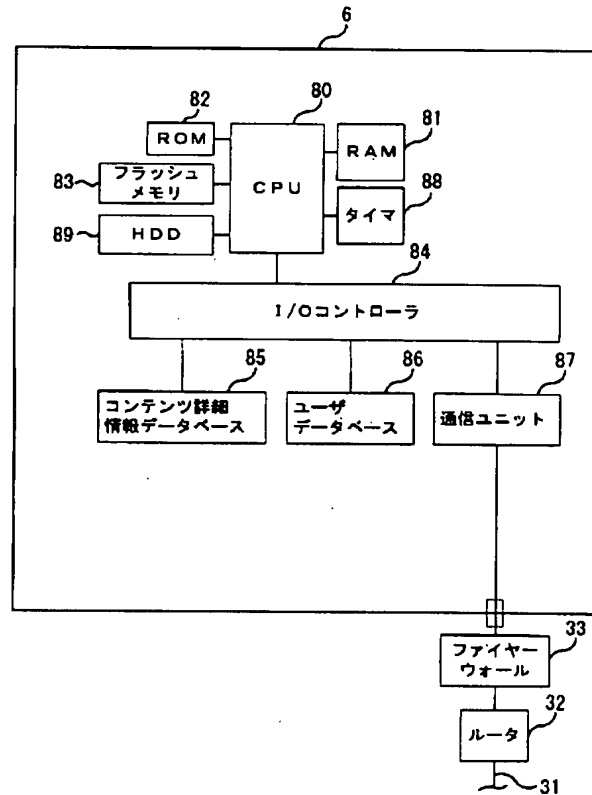 6
80
82
81
ROM
RAM
83
フラッシュ
メモリ
CPU
88
タイマ
89
HDD
84
I/Oコントローラ
85
86
87
コンテンツ詳細
情報データベース
ユーザ
データベース
通信ユニット
33
ファイヤー
ウォール
32
ルータ
31